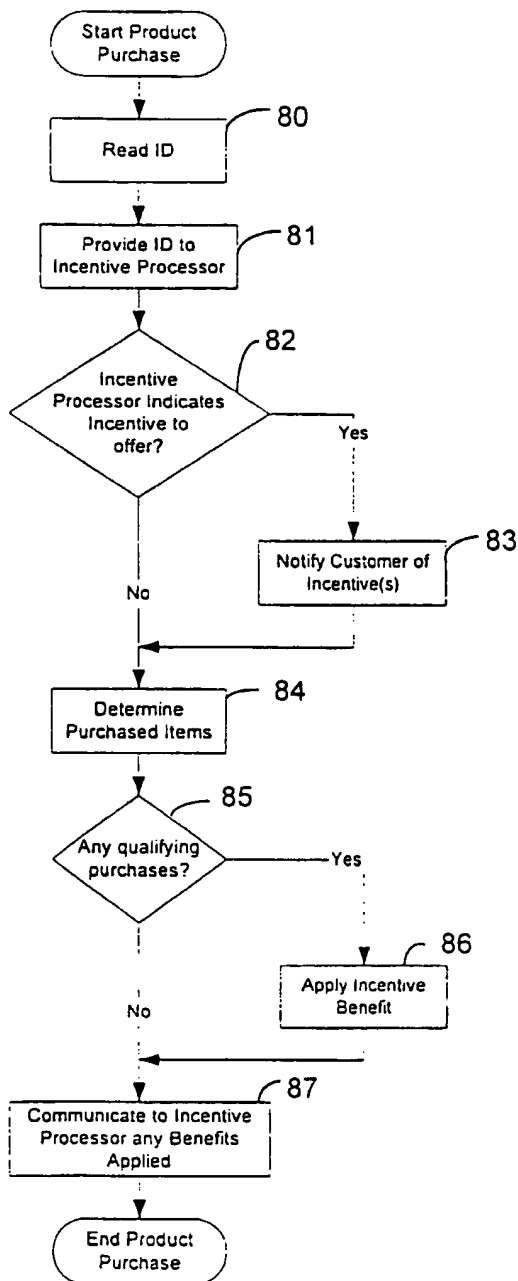 Start Product
Purchase
80
Read ID
81
Provide ID to
Incentive Processor
82
Incentive
Processor Indicates
Incentive to
offer?
Yes
83
Notify Customer of
Incentive(s)
No
84
Determine
Purchased Items
85
Any qualifying
purchases?
Yes
86
Apply Incentive
Benefit
No
87
Communicate to Incentive
Processor any Benefits
Applied
End Product
Purchase